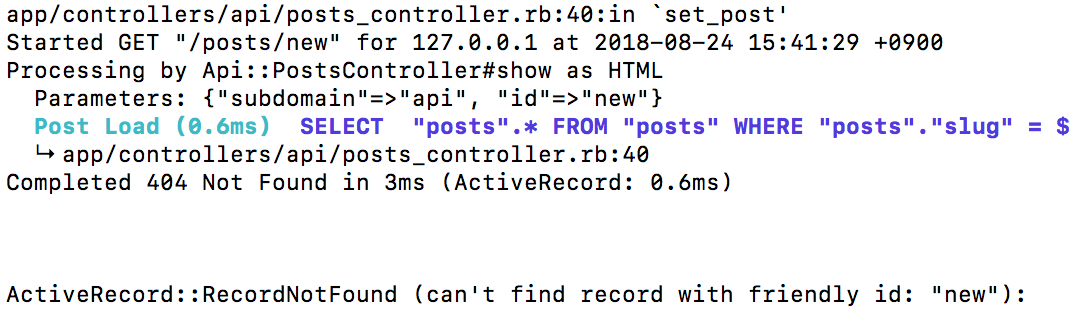 app/controllers/api/posts_controller.rb:40:in `set_post'
Started GET "/posts/new" for 127.0.0.1 at 2018-08-24 15:41:29 +0900
Processing by Api::PostsController#show as HTML
  Parameters: {"subdomain"=>"api", "id"=>"new"}
  Post Load (0.6ms)  SELECT  "posts".* FROM "posts" WHERE "posts"."slug" = $
  ↳ app/controllers/api/posts_controller.rb:40
Completed 404 Not Found in 3ms (ActiveRecord: 0.6ms)
ActiveRecord::RecordNotFound (can't find record with friendly id: "new"):